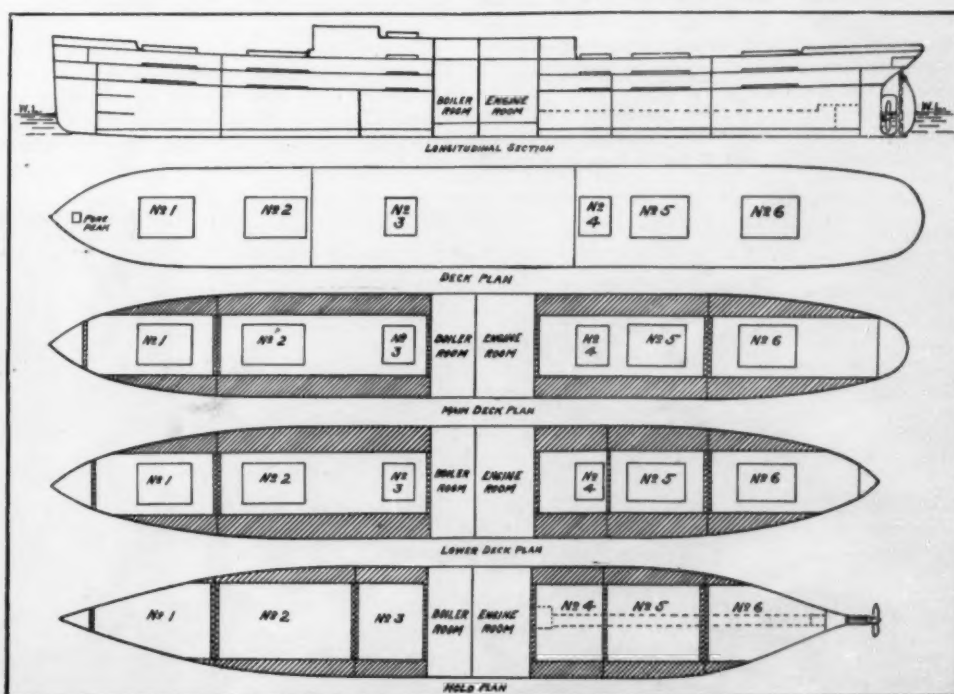 W.L.
BOILER ROOM
ENGINE ROOM
W.L.
LONGITUDINAL SECTION
FORE PEAK
Nº 1
Nº 2
Nº 3
Nº 4
Nº 5
Nº 6
DECK PLAN
Nº 1
Nº 2
Nº 3
BOILER ROOM
ENGINE ROOM
Nº 4
Nº 5
Nº 6
MAIN DECK PLAN
Nº 1
Nº 2
Nº 3
BOILER ROOM
ENGINE ROOM
Nº 4
Nº 5
Nº 6
LOWER DECK PLAN
Nº 1
Nº 2
Nº 3
BOILER ROOM
ENGINE ROOM
Nº 4
Nº 5
Nº 6
HOLD PLAN